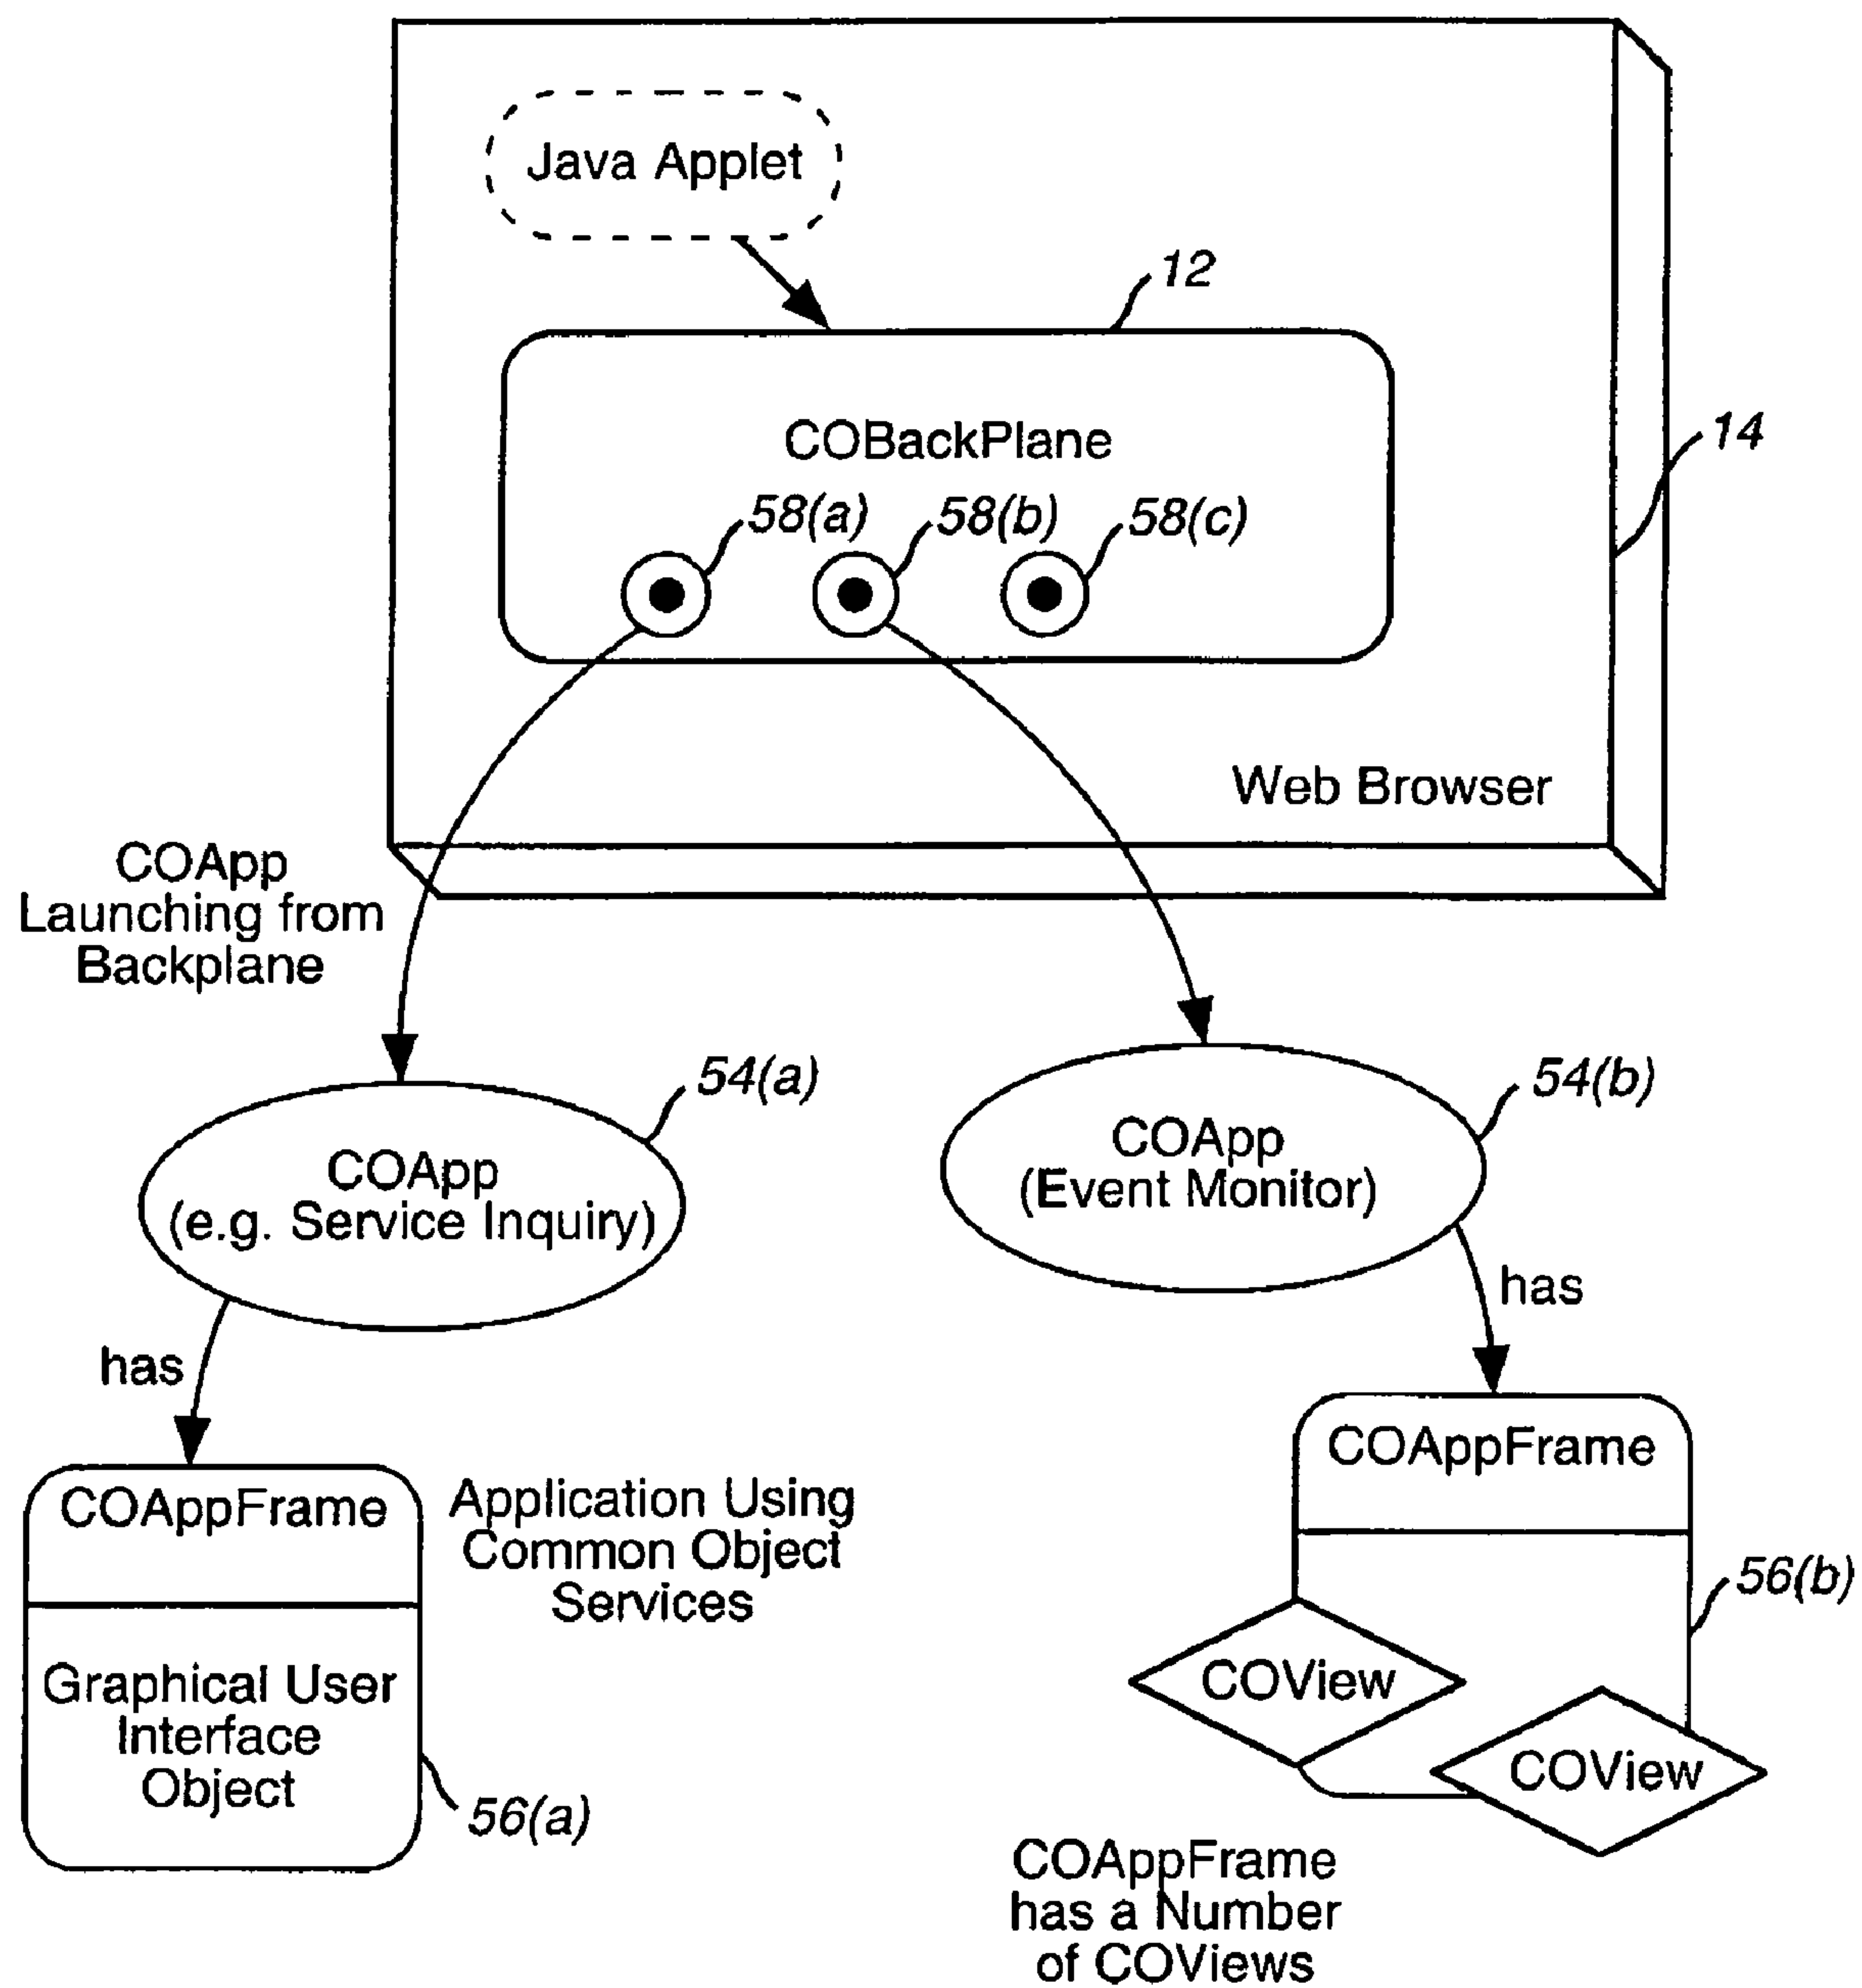 Java Applet
12
COBackPlane
14
58(a)
58(b)
58(c)
Web Browser
COApp
Launching from
Backplane
54(a)
54(b)
COApp
(e.g. Service Inquiry)
COApp
(Event Monitor)
has
has
COAppFrame
Graphical User
Interface
Object
56(a)
Application Using
Common Object
Services
COAppFrame
56(b)
COView
COView
COAppFrame
has a Number
of COViews